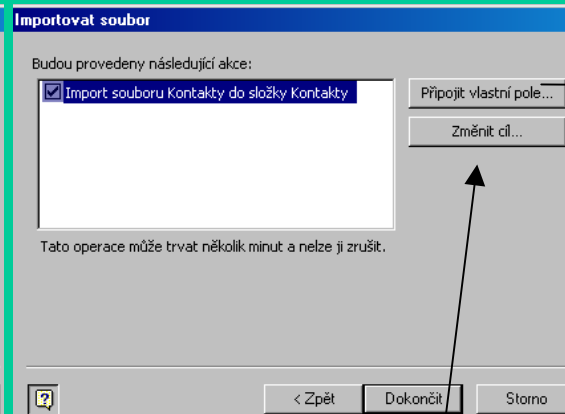 Importovat soubor
Budou provedeny následující akce:
Import souboru Kontakty do složky Kontakty
Připojit vlastní pole...
Změnit cíl...
Tato operace může trvat několik minut a nelze ji zrušit.
< Zpět
Dokončit
Storno